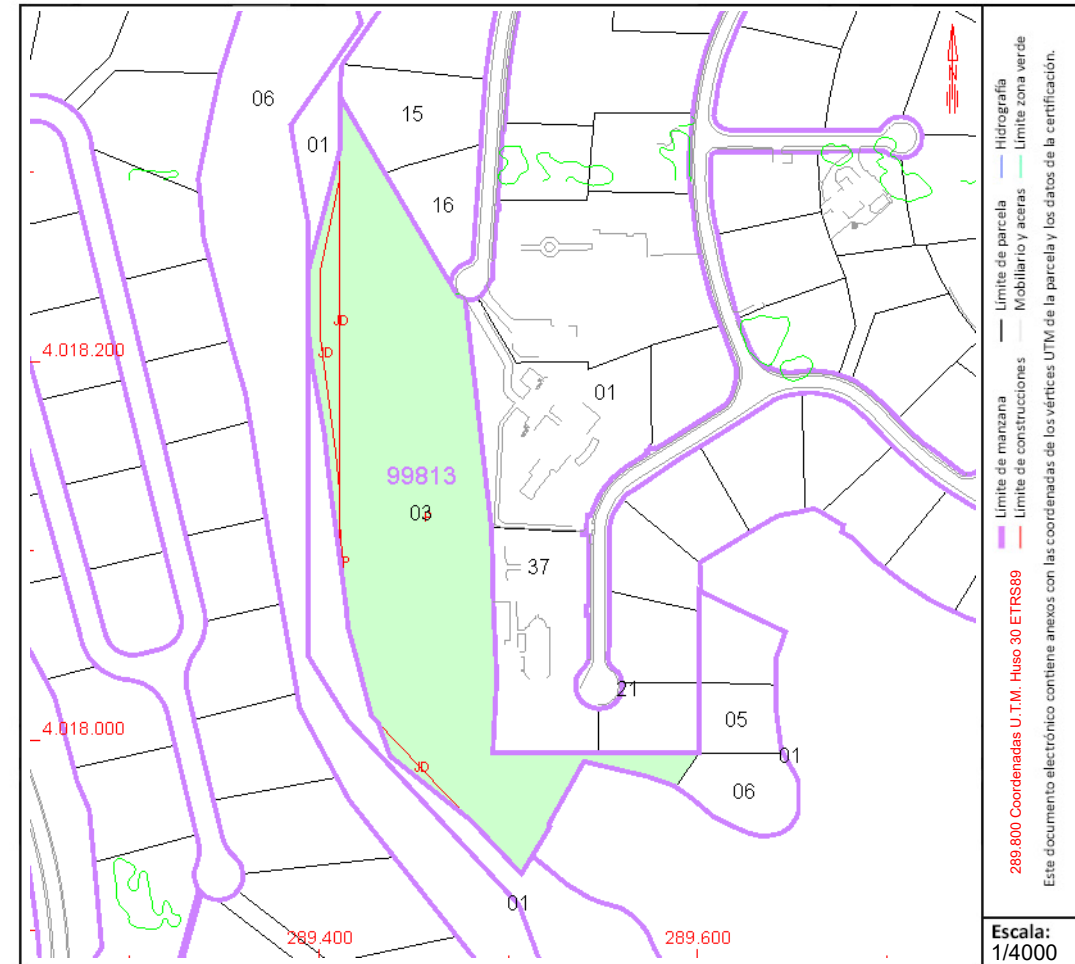 06
01
15
16
JD
JD
4.018.200
01
99813
03
P
37
21
4.018.000
05
01
JD
06
01
289.400
289.600
N
Límite de manzana
Límite de parcela
Hidrografía
Límite de construcciones
Mobiliario y aceras
Límite zona verde
289.800 Coordenadas U.T.M. Huso 30 ETRS89
Este documento electrónico contiene anexos con lascoordenadas de los vértices UTM de la parcela y los datos de la certificación.
Escala:
1/4000